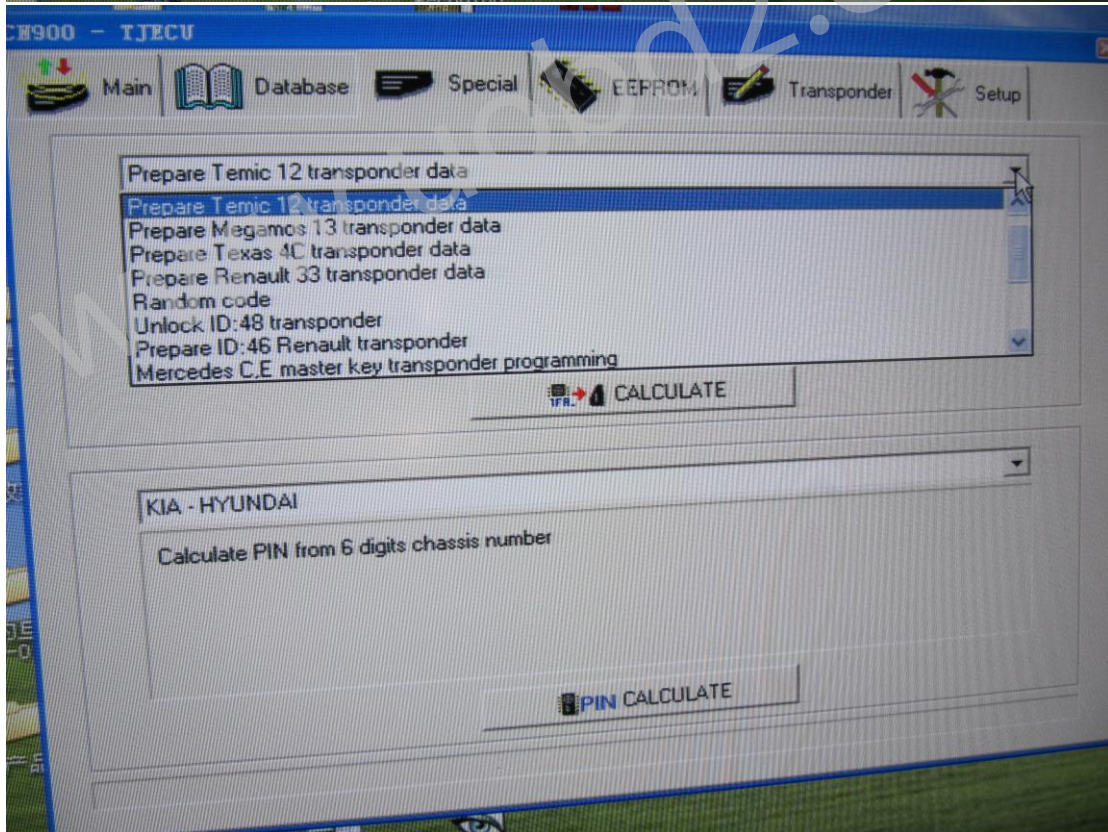 TJECU
Main
Database
Special
EEPROM
Transponder
Setup
Prepare Temic 12 transponder data
Prepare Temic 12 transponder data
Prepare Megamos 13 transponder data
Prepare Texas 4C transponder data
Prepare Renault 33 transponder data
Random code
Unlock ID:48 transponder
Prepare ID:46 Renault transponder
Mercedes C,E master key transponder programming
CALCULATE
KIA - HYUNDAI
Calculate PIN from 6 digits chassis number
PIN CALCULATE